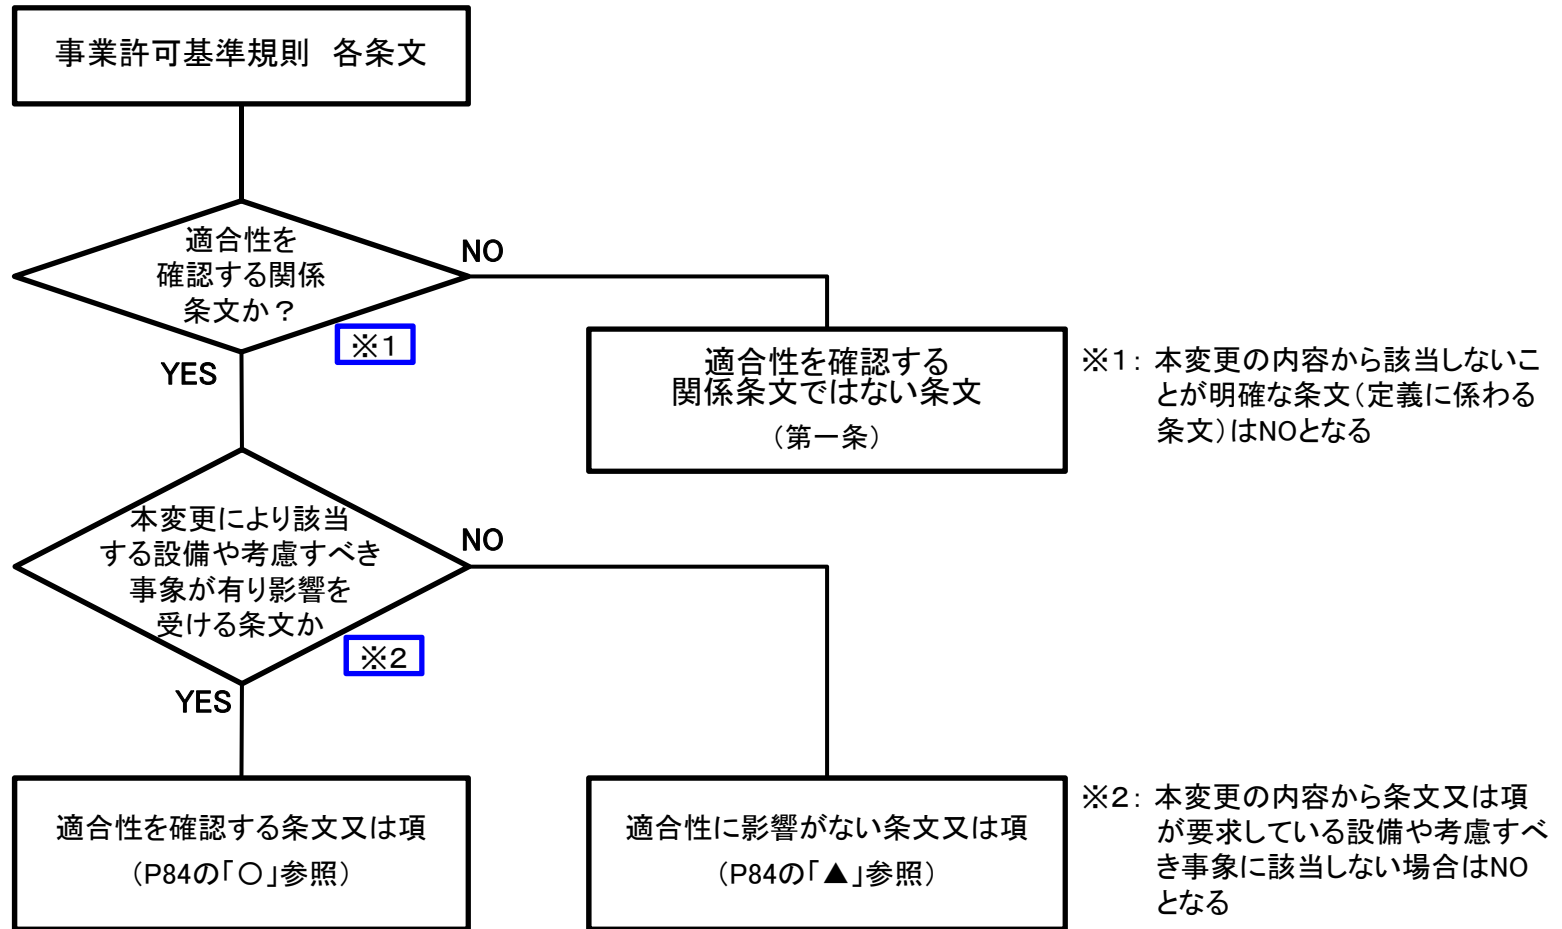 事業許可基準規則　各条文
適合性を
確認する関係
条文か？
NO
※1
YES
適合性を確認する
関係条文ではない条文
（第一条）
※1： 本変更の内容から該当しないこ
とが明確な条文（定義に係わる
条文）はNOとなる
本変更により該当
する設備や考慮すべき
事象が有り影響を
受ける条文か
NO
※2
YES
適合性を確認する条文又は項
（P84の「○」参照）
適合性に影響がない条文又は項
（P84の「▲」参照）
※2： 本変更の内容から条文又は項
が要求している設備や考慮すべ
き事象に該当しない場合はNO
となる